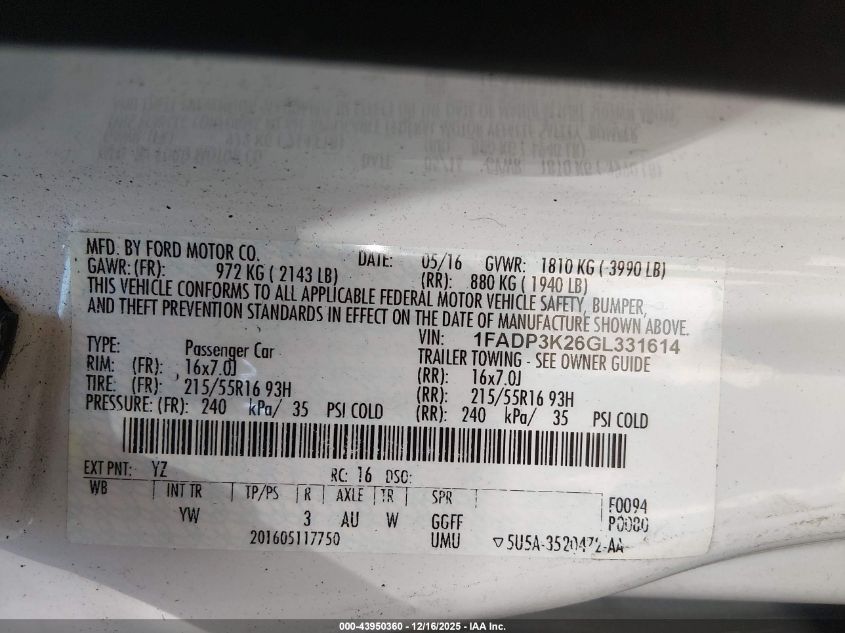 MFD. BY FORD MOTOR CO. DATE: 05/16 GVWR: 1810 KG ( 3990 LB)
GAWR: (FR): 972 KG ( 2143 LB) (RR): 880 KG ( 1940 LB)
THIS VEHICLE CONFORMS TO ALL APPLICABLE FEDERAL MOTOR VEHICLE SAFETY, BUMPER,
AND THEFT PREVENTION STANDARDS IN EFFECT ON THE DATE OF MANUFACTURE SHOWN ABOVE.
VIN: 1FADP3K26GL331614
TYPE: Passenger Car TRAILER TOWING - SEE OWNER GUIDE
RIM: (FR): 16x7.0J (RR): 16x7.0J
TIRE: (FR): 215/55R16 93H (RR): 215/55R16 93H
PRESSURE: (FR): 240 kPa/ 35 PSI COLD (RR): 240 kPa/ 35 PSI COLD
EXT PNT: YZ RC: 16 DSO:
WB INT TR TP/PS R AXLE TR SPR F0094
YW 3 AU W GGFF P0080
201605117750 UMU ▽5U5A-3520472-AA
000-43950360 - 12/16/2025 - IAA Inc.